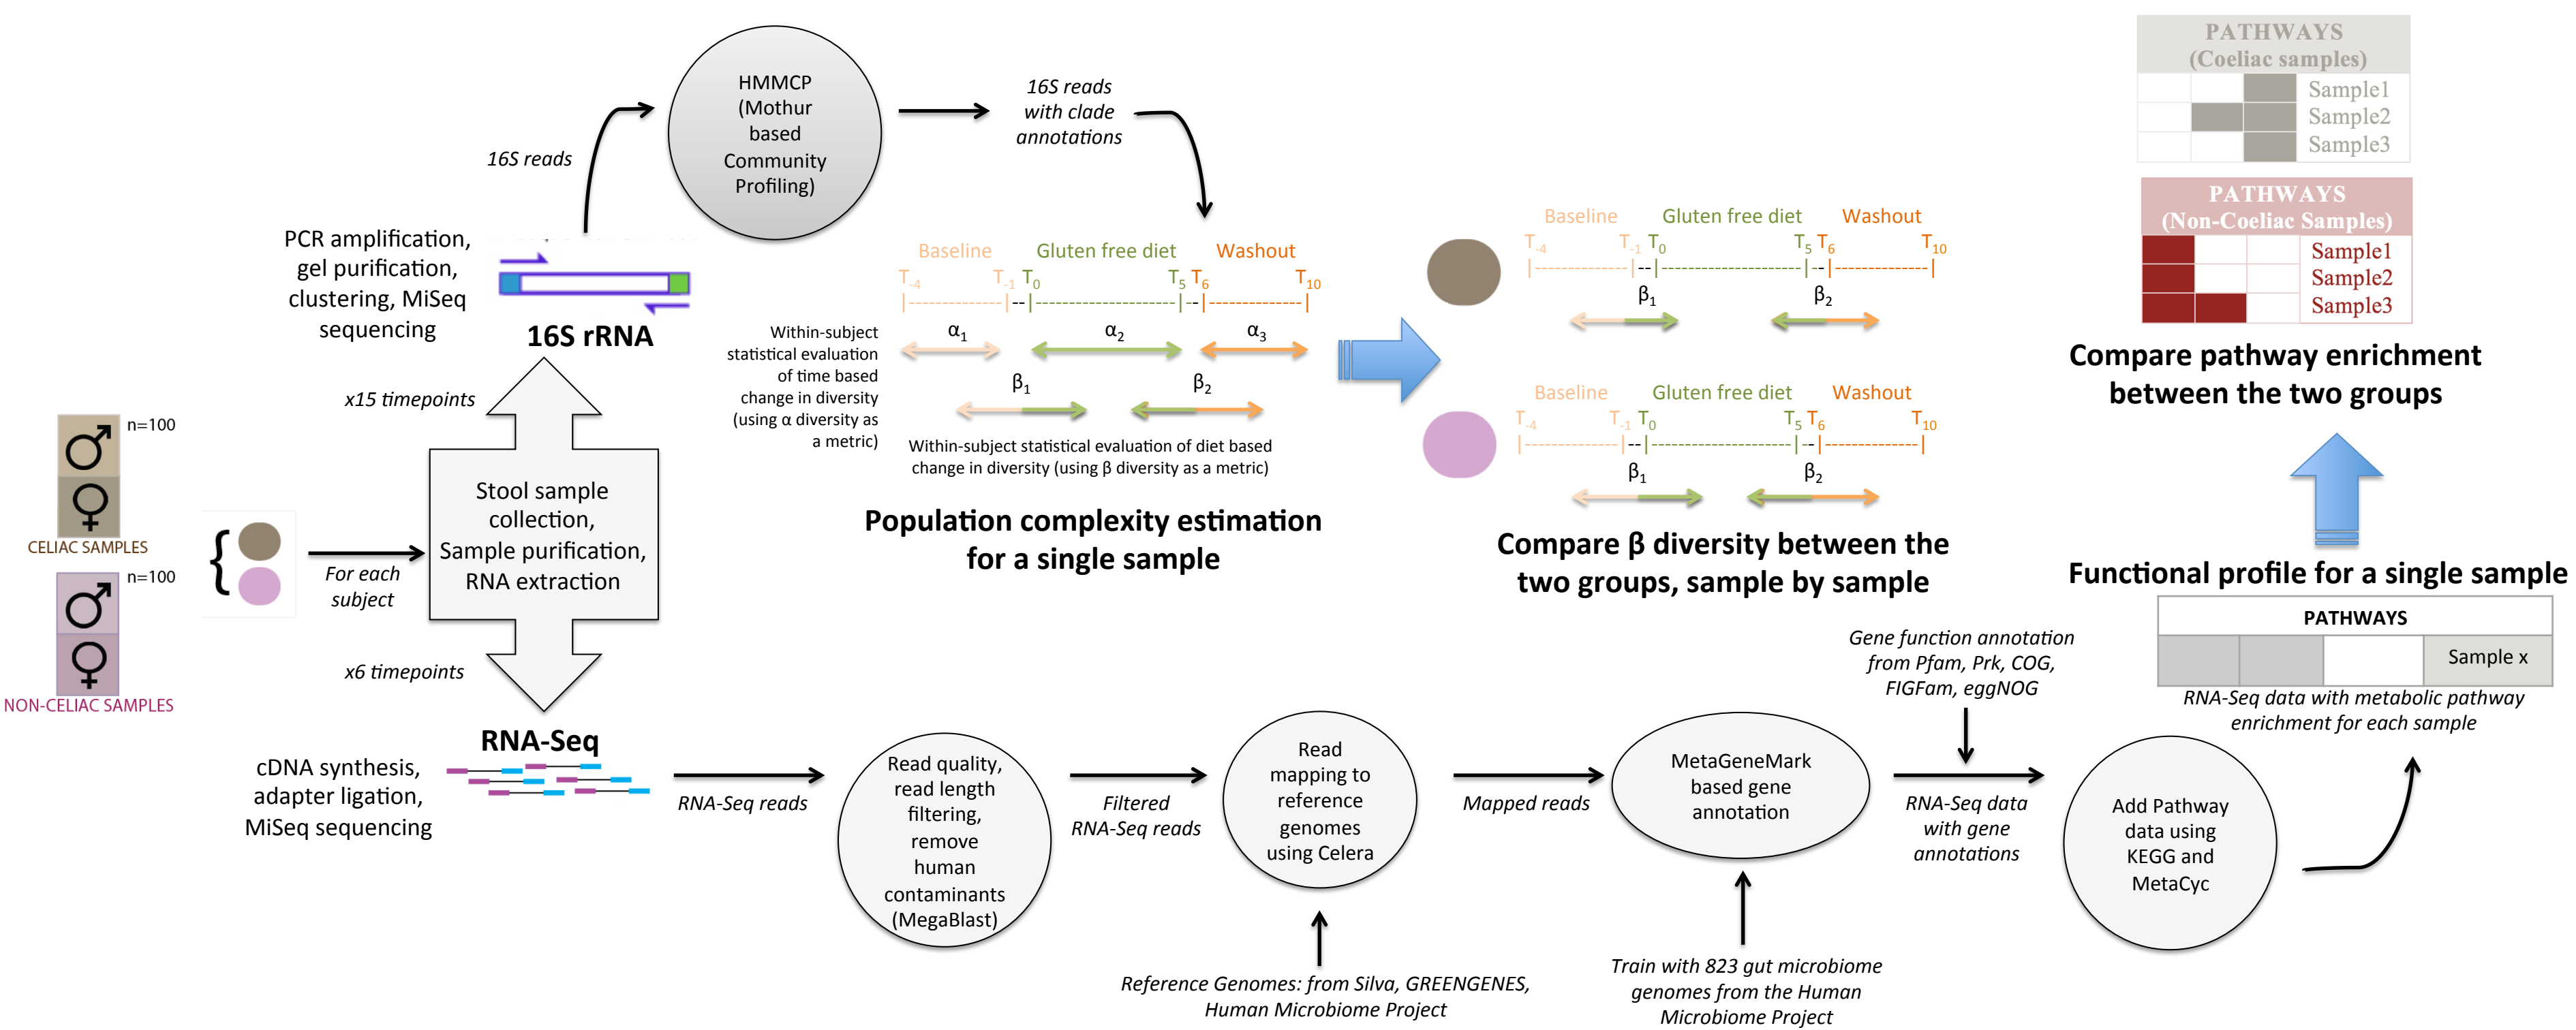 n=100
CELIAC SAMPLES
n=100
NON-CELIAC SAMPLES
{
For each
subject
Stool sample
collection,
Sample purification,
RNA extraction
x15 timepoints
x6 timepoints
PCR amplification,
gel purification,
clustering, MiSeq
sequencing
16S rRNA
16S reads
HMMCP
(Mothur
based
Community
Profiling)
16S reads
with clade
annotations
Baseline
Gluten free diet
Washout
T-4
T-1
T0
T5
T6
T10
α1
α2
α3
β1
β2
Within-subject
statistical evaluation
of time based
change in diversity
(using α diversity as
a metric)
Within-subject statistical evaluation of diet based
change in diversity (using β diversity as a metric)
Population complexity estimation
for a single sample
Baseline
Gluten free diet
Washout
T-4
T-1
T0
T5
T6
T10
β1
β2
Baseline
Gluten free diet
Washout
T-4
T-1
T0
T5
T6
T10
β1
β2
Compare β diversity between the
two groups, sample by sample
RNA-Seq
cDNA synthesis,
adapter ligation,
MiSeq sequencing
RNA-Seq reads
Read quality,
read length
filtering,
remove
human
contaminants
(MegaBlast)
Filtered
RNA-Seq reads
Read
mapping to
reference
genomes
using Celera
Reference Genomes: from Silva, GREENGENES,
Human Microbiome Project
Mapped reads
MetaGeneMark
based gene
annotation
Train with 823 gut microbiome
genomes from the Human
Microbiome Project
Gene function annotation
from Pfam, Prk, COG,
FIGFam, eggNOG
RNA-Seq data
with gene
annotations
Add Pathway
data using
KEGG and
MetaCyc
RNA-Seq data with metabolic pathway
enrichment for each sample
PATHWAYS
Sample x
Functional profile for a single sample
Compare pathway enrichment
between the two groups
PATHWAYS
(Coeliac samples)
Sample1
Sample2
Sample3
PATHWAYS
(Non-Coeliac Samples)
Sample1
Sample2
Sample3